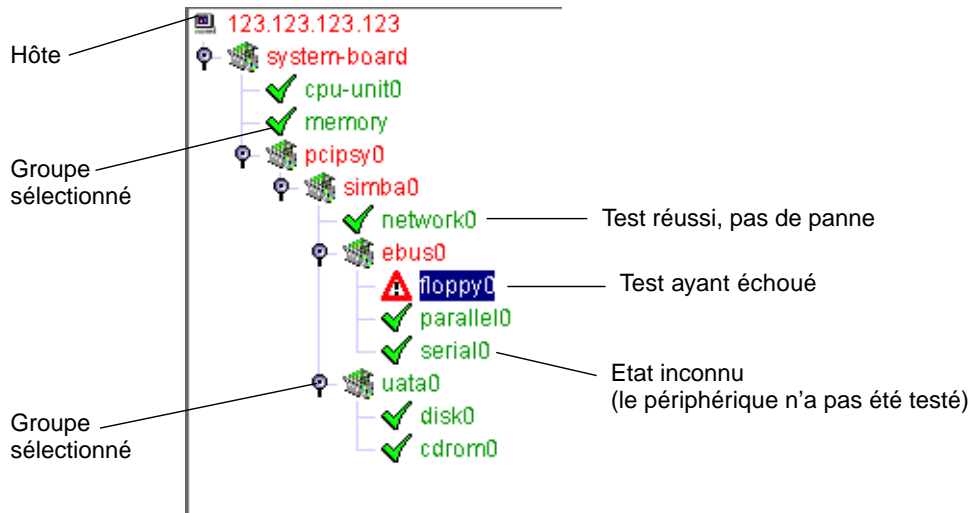 123.123.123.123
Hôte
system-board
cpu-unit0
memory
Groupe
sélectionné
pcipsy0
simba0
network0
Test réussi, pas de panne
ebus0
floppy0
Test ayant échoué
parallel0
serial0
Etat inconnu
(le périphérique n'a pas été testé)
uata0
Groupe
sélectionné
disk0
cdrom0